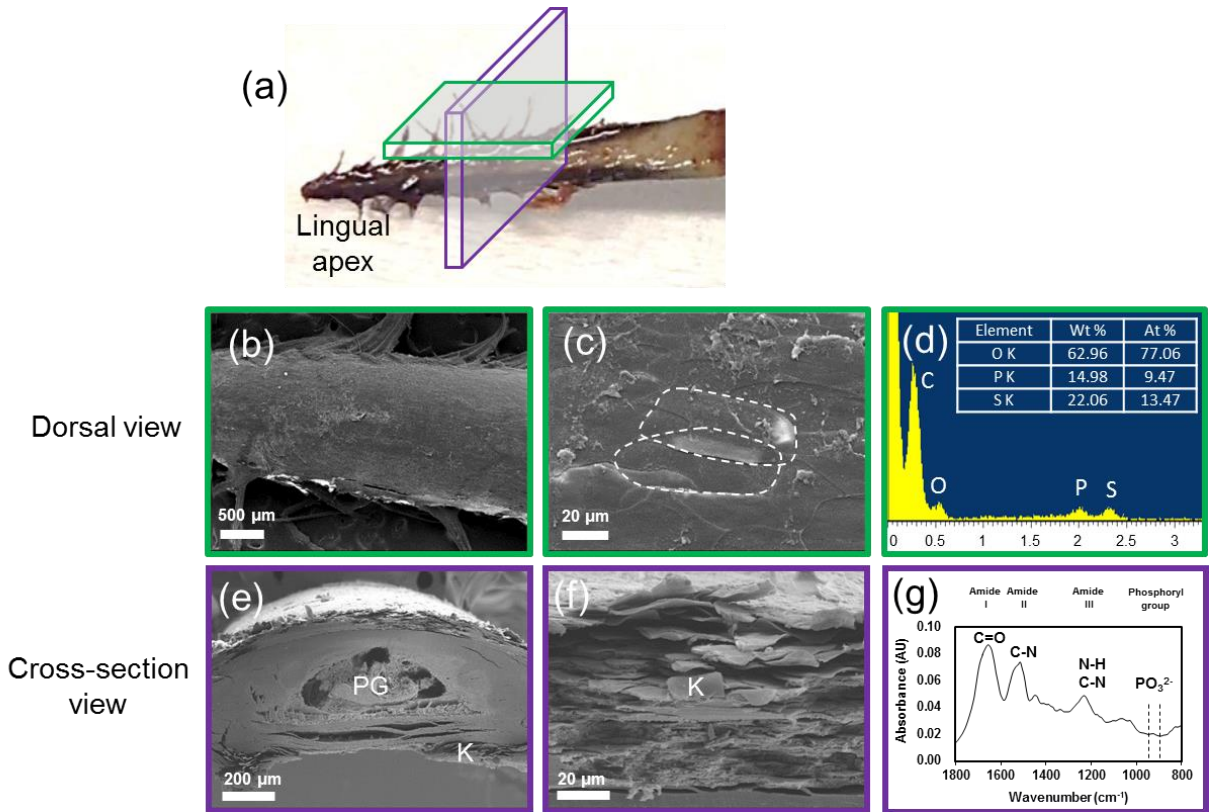 (a)
Lingual
apex
Dorsal view
(b)
500 µm
(c)
20 µm
(d)
Element Wt % At %
O K 62.96 77.06
P K 14.98 9.47
S K 22.06 13.47
C
O
P
S
0 0.5 1 1.5 2 2.5 3
Cross-section
view
(e)
PG
K
200 µm
(f)
K
20 µm
(g)
Amide Amide Amide Phosphoryl
I II III group
C=O
C-N
N-H
C-N
PO₃²⁻
0.10
0.08
0.06
0.04
0.02
0.00
Absorbance (AU)
1800 1600 1400 1200 1000 800
Wavenumber (cm⁻¹)